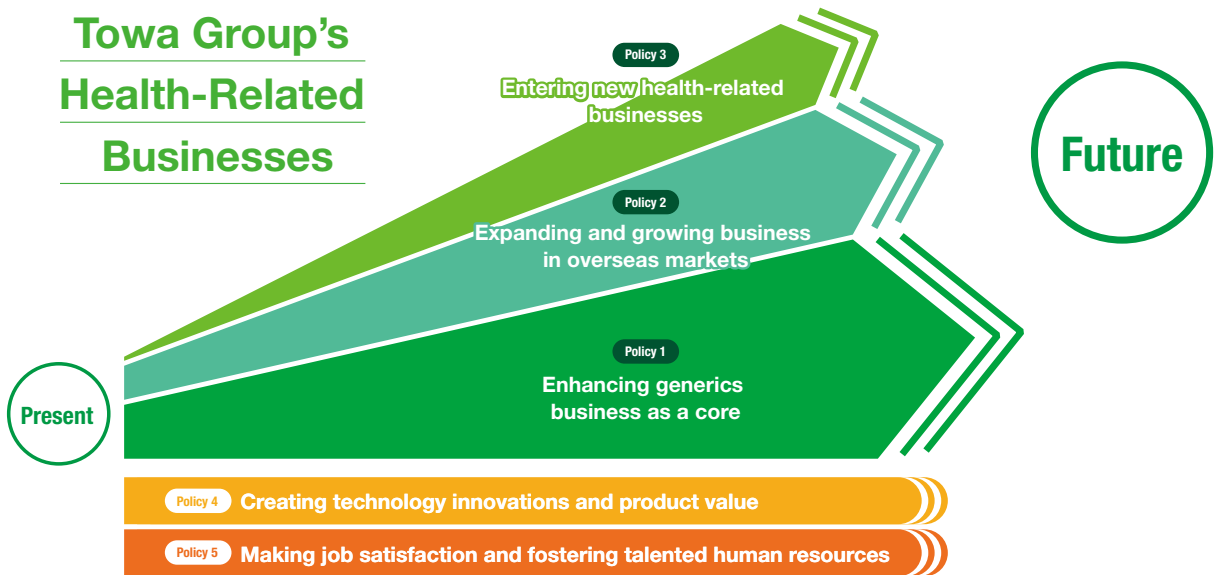 Towa Group's
Health-Related
Businesses
Policy 3
Entering new health-related
businesses
Future
Policy 2
Expanding and growing business
in overseas markets
Policy 1
Enhancing generics
business as a core
Present
Policy 4 Creating technology innovations and product value
Policy 5 Making job satisfaction and fostering talented human resources